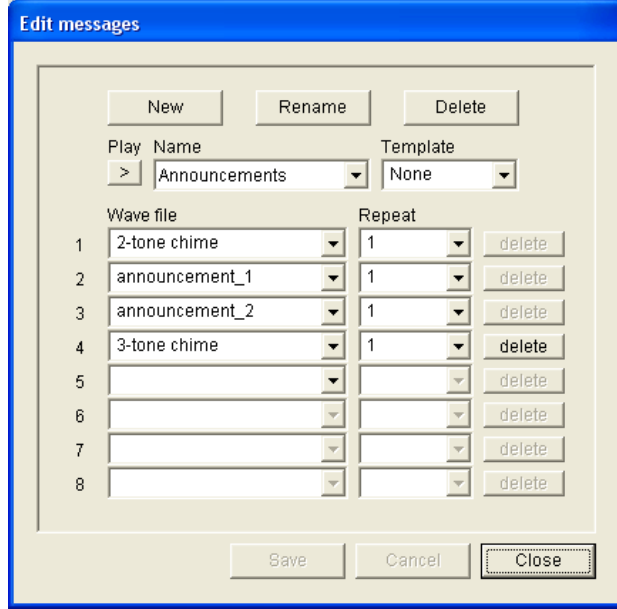 Edit messages
New Rename Delete
Play Name Template
> Announcements None
Wave file Repeat
1 2-tone chime 1 delete
2 announcement_1 1 delete
3 announcement_2 1 delete
4 3-tone chime 1 delete
5 delete
6 delete
7 delete
8 delete
Save Cancel Close